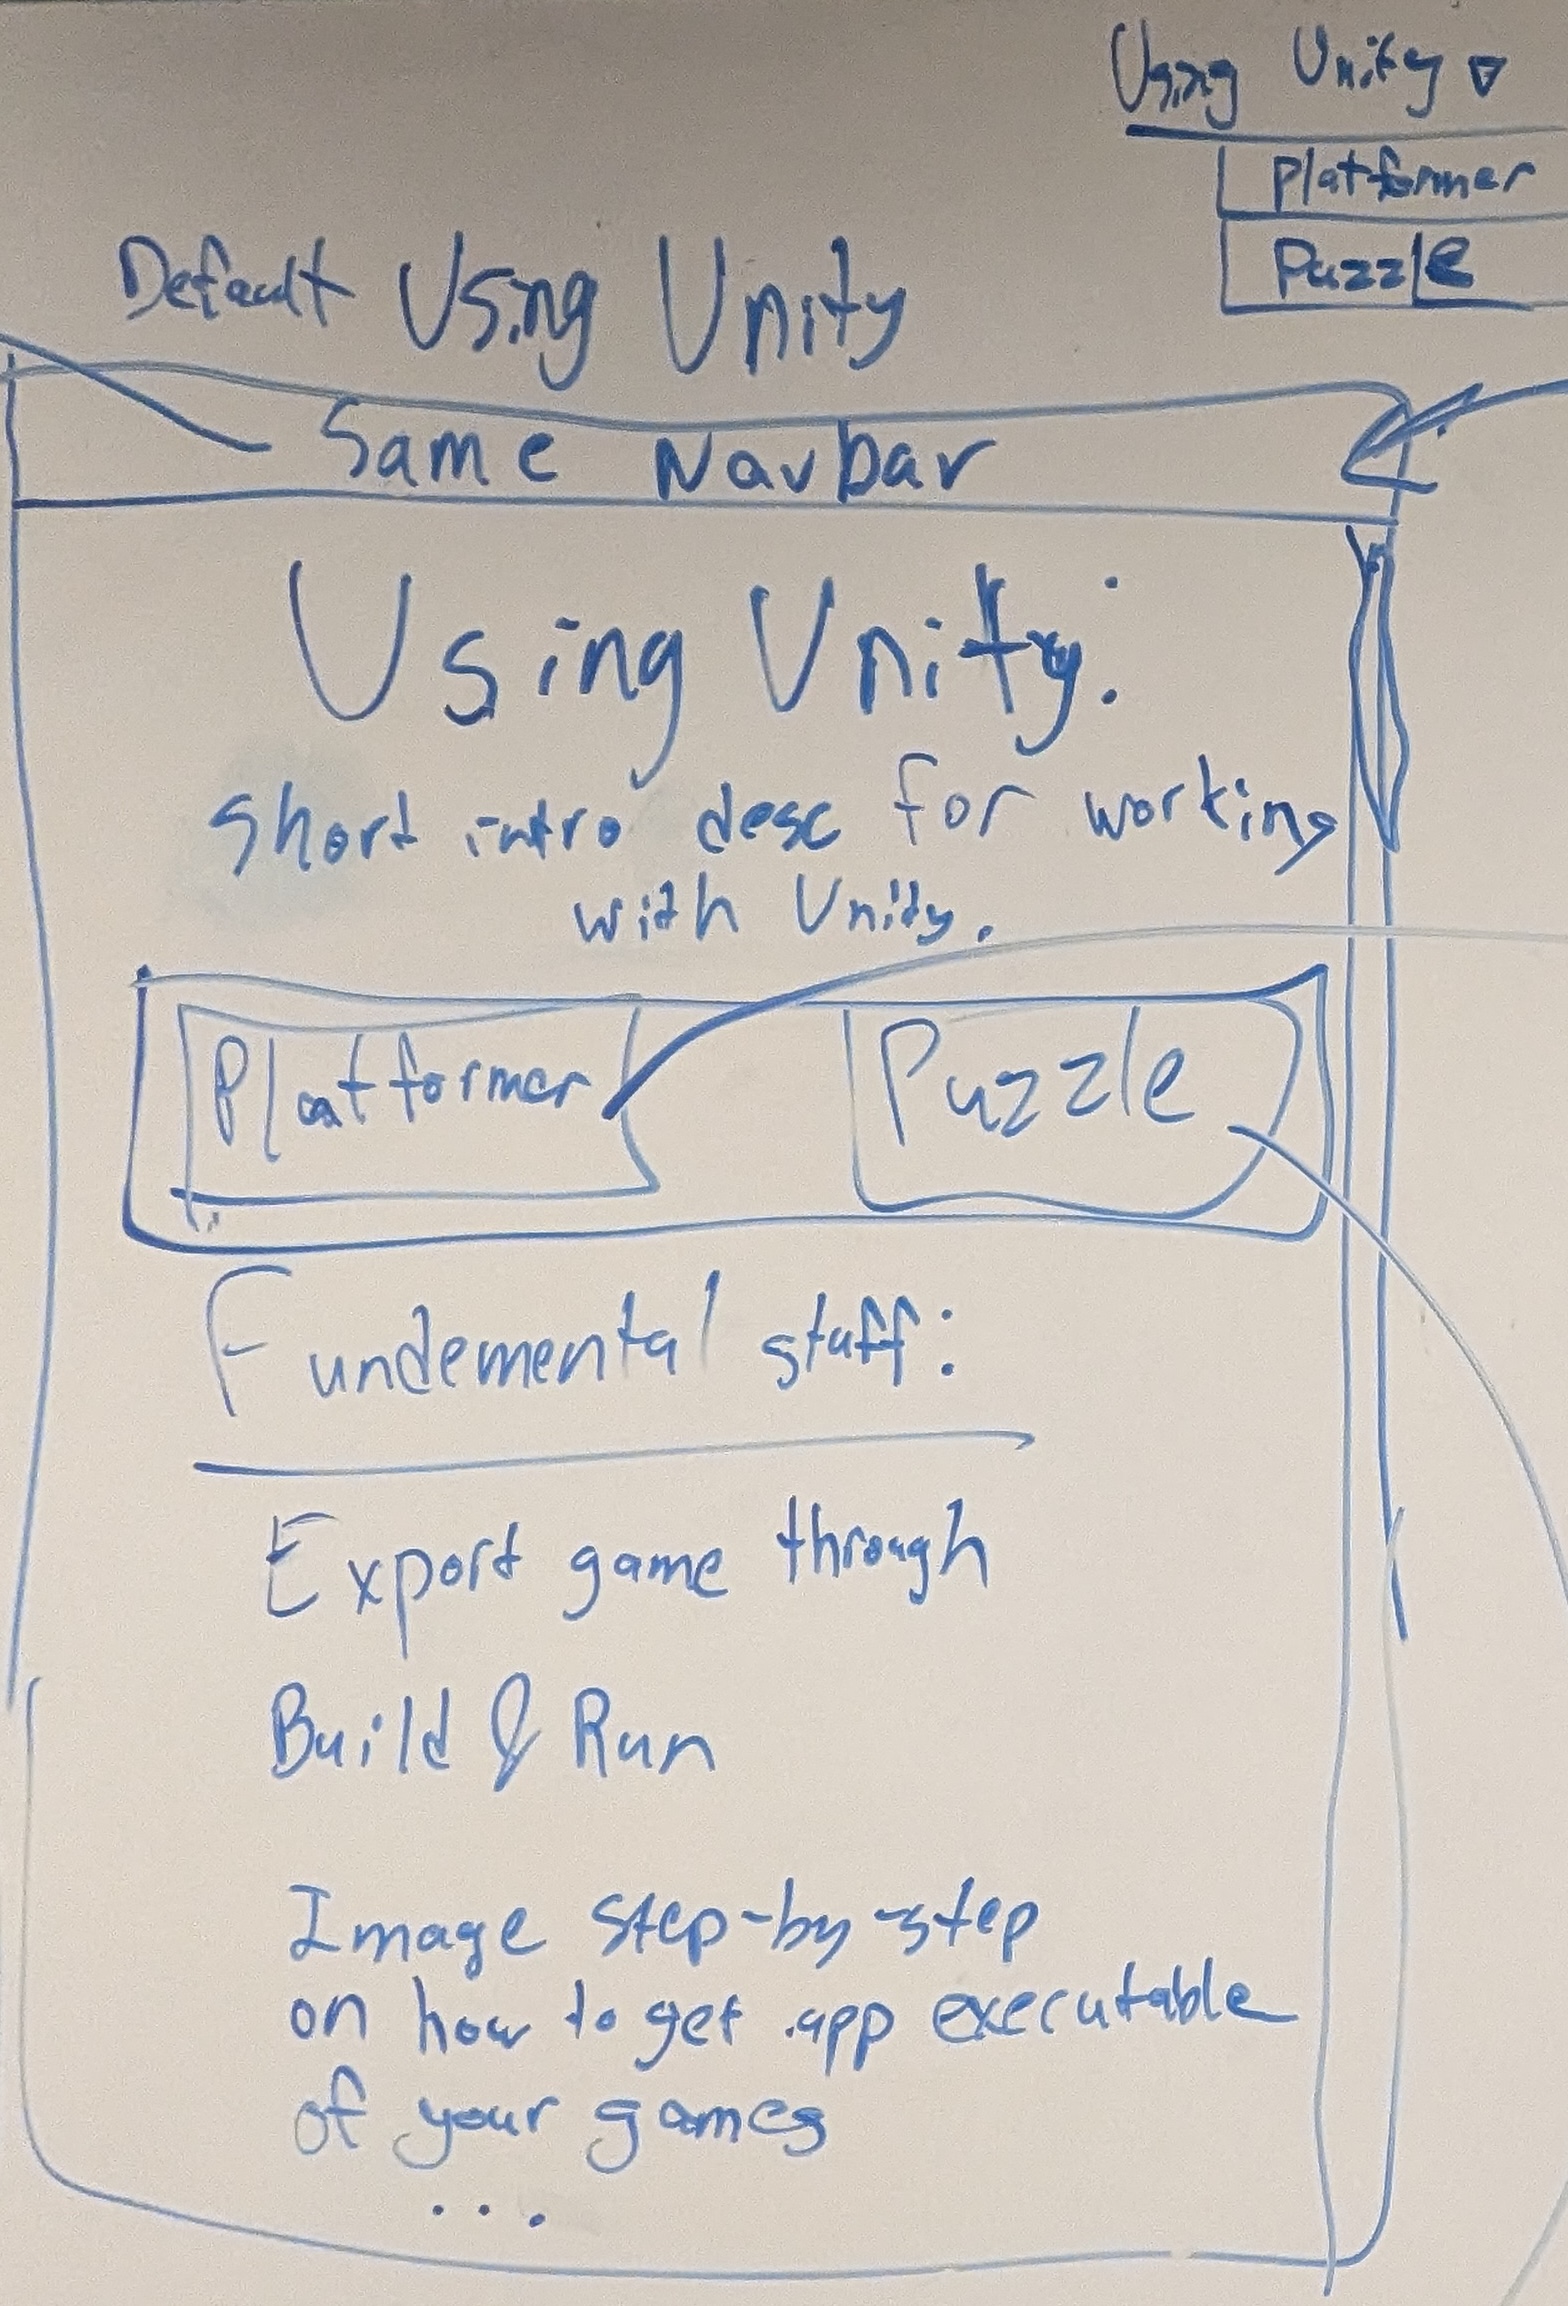 Using Unity ▽
Platformer
Puzzle
Default Using Unity
Same Navbar
Using Unity:
Short intro desc for working
with Unity.
Platformer
Puzzle
Fundemental stuff:
Export game through
Build & Run
Image step-by-step
on how to get .app executable
of your games
...